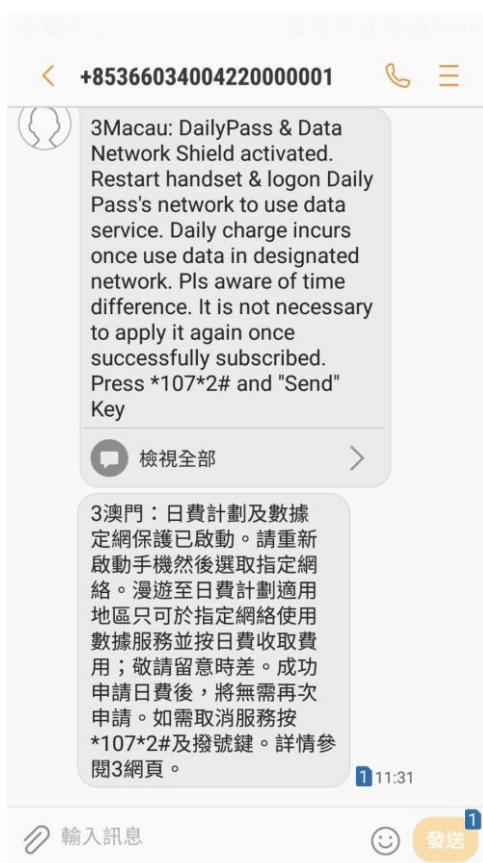 +85366034004220000001
3Macau: DailyPass & Data
Network Shield activated.
Restart handset & logon Daily
Pass's network to use data
service. Daily charge incurs
once use data in designated
network. Pls aware of time
difference. It is not necessary
to apply it again once
successfully subscribed.
Press *107*2# and "Send"
Key
檢視全部
3澳門：日費計劃及數據
定網保護已啟動。請重新
啟動手機然後選取指定網
絡。漫遊至日費計劃適用
地區只可於指定網絡使用
數據服務並按日費收取費
用；敬請留意時差。成功
申請日費後，將無需再次
申請。如需取消服務按
*107*2#及撥號鍵。詳情參
閱3網頁。
1 11:31
輸入訊息
發送
1